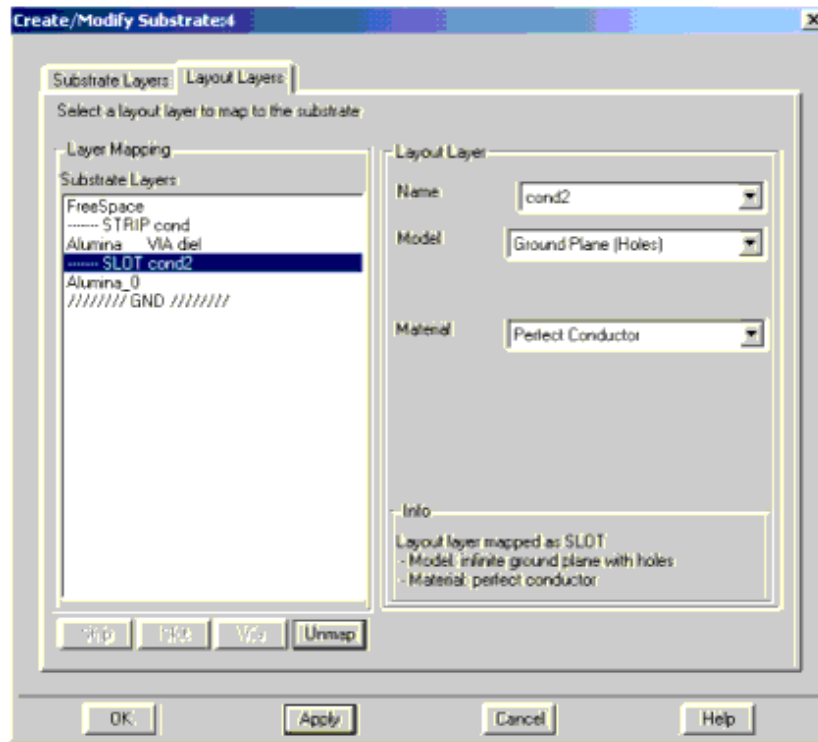 Create/Modify Substrate:4
Substrate Layers
Layout Layers
Select a layout layer to map to the substrate
Layer Mapping
Substrate Layers
FreeSpace
------- STRIP cond
Alumina VIA diel
------- SLOT cond2
Alumina_0
//////// GND ////////
Strip
Slot
Via
Unmap
Layout Layer
Name
cond2
Model
Ground Plane (Holes)
Material
Perfect Conductor
Info
Layout layer mapped as SLOT
- Model: infinite ground plane with holes
- Material: perfect conductor
OK
Apply
Cancel
Help